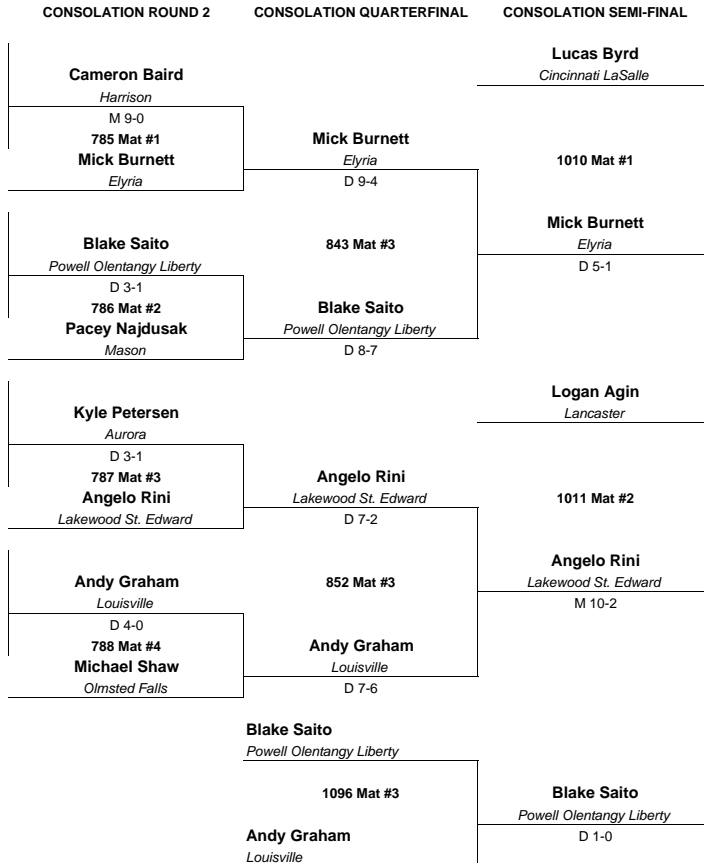 CONSOLATION ROUND 2
CONSOLATION QUARTERFINAL
CONSOLATION SEMI-FINAL
Cameron Baird
Harrison
M 9-0
785 Mat #1
Mick Burnett
Elyria
Blake Saito
Powell Olentangy Liberty
D 3-1
786 Mat #2
Pacey Najdusak
Mason
Kyle Petersen
Aurora
D 3-1
787 Mat #3
Angelo Rini
Lakewood St. Edward
Andy Graham
Louisville
D 4-0
788 Mat #4
Michael Shaw
Olmsted Falls
Mick Burnett
Elyria
D 9-4
843 Mat #3
Blake Saito
Powell Olentangy Liberty
D 8-7
Angelo Rini
Lakewood St. Edward
D 7-2
852 Mat #3
Andy Graham
Louisville
D 7-6
Lucas Byrd
Cincinnati LaSalle
1010 Mat #1
Mick Burnett
Elyria
D 5-1
Logan Agin
Lancaster
1011 Mat #2
Angelo Rini
Lakewood St. Edward
M 10-2
Blake Saito
Powell Olentangy Liberty
1096 Mat #3
Andy Graham
Louisville
Blake Saito
Powell Olentangy Liberty
D 1-0